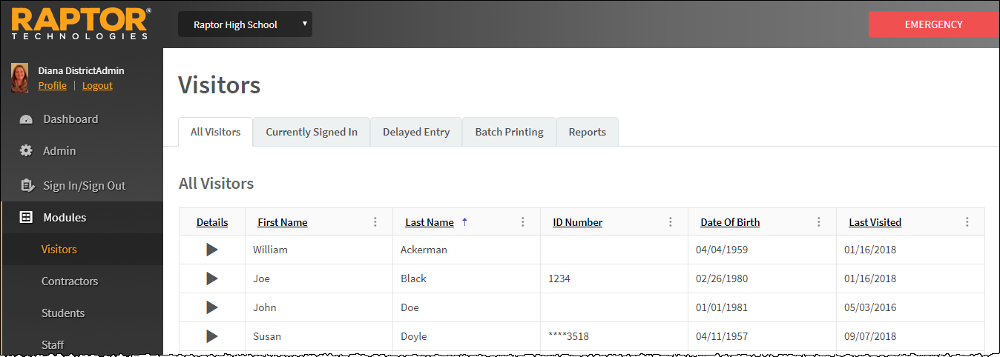 RAPTOR®
TECHNOLOGIES
Raptor High School
EMERGENCY
Diana DistrictAdmin
Profile | Logout
Dashboard
Admin
Sign In/Sign Out
Modules
Visitors
Contractors
Students
Staff
Visitors
All Visitors Currently Signed In Delayed Entry Batch Printing Reports
All Visitors
Details First Name Last Name ID Number Date Of Birth Last Visited
William Ackerman 04/04/1959 01/16/2018
Joe Black 1234 02/26/1980 01/16/2018
John Doe 01/01/1981 05/03/2016
Susan Doyle ****3518 04/11/1957 09/07/2018